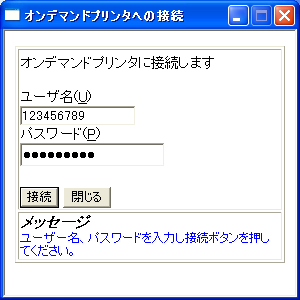 オンデマンドプリンタへの接続
オンデマンドプリンタに接続します
ユーザ名(U)
123456789
パスワード(P)
●●●●●●●●●
接続 閉じる
メッセージ
ユーザー名、パスワードを入力し接続ボタンを押し
てください。